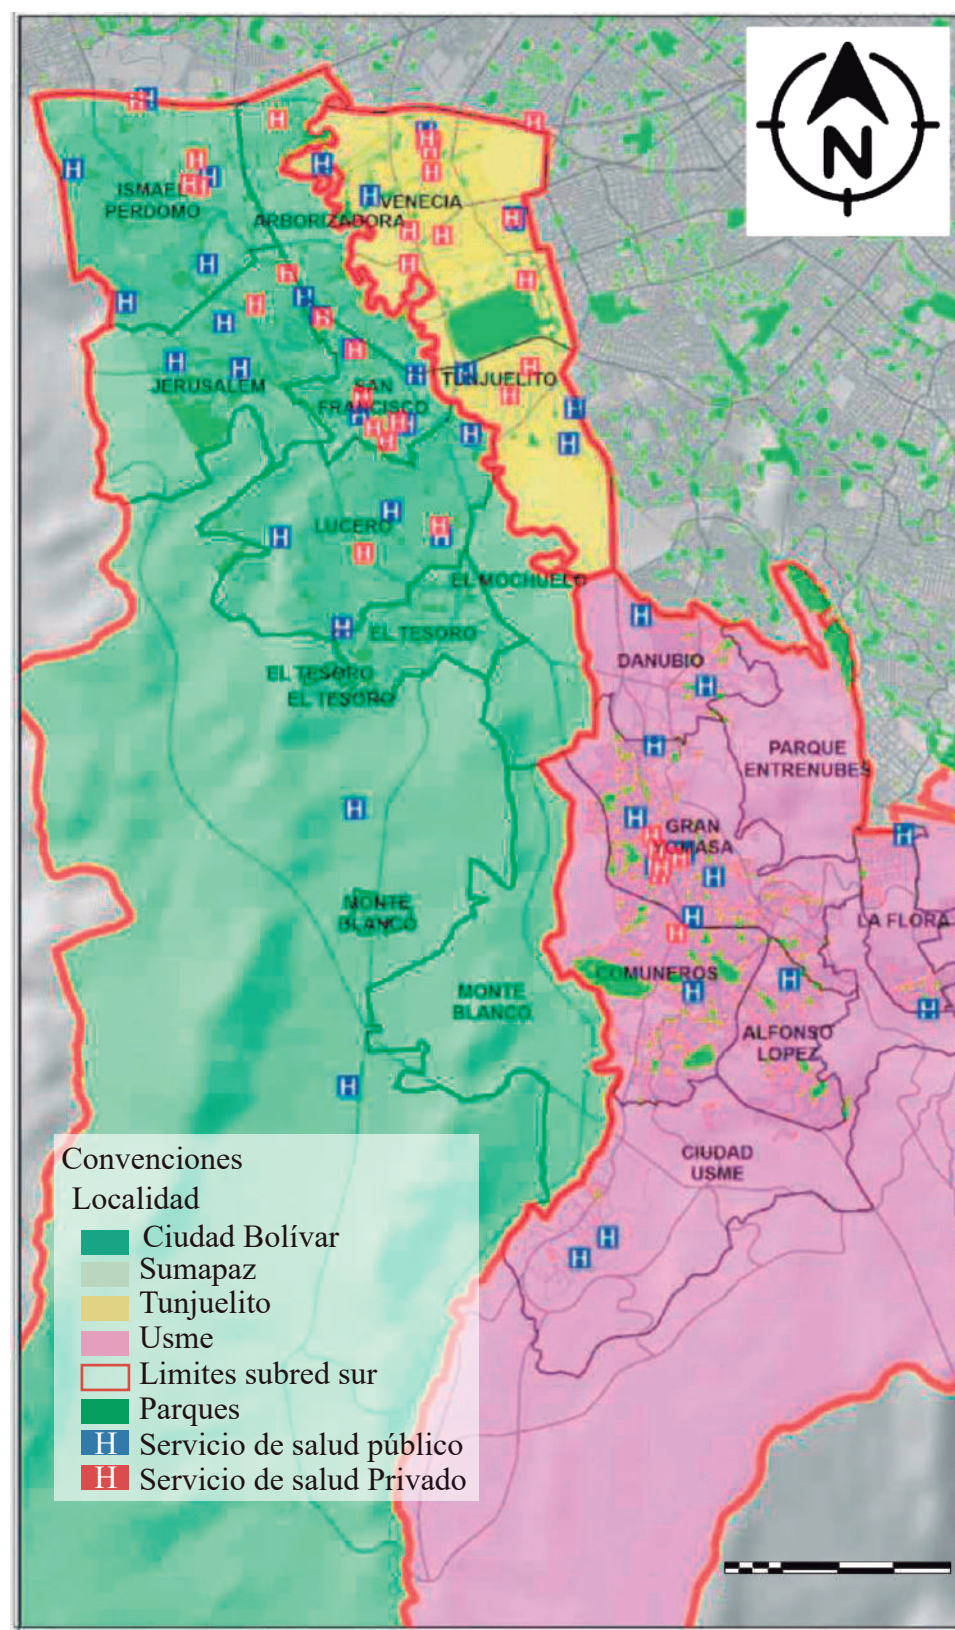 N
ISMAEL
PERDOMO
ARBORIZADORA
VENECIA
JERUSALEM
SAN
FRANCISCO
TUNJUELITO
LUCERO
EL MOCHUELO
EL TESORO
EL TESORO
EL TESORO
DANUBIO
PARQUE
ENTRENUBES
GRAN
YOMASA
MONTE
BLANCO
LA FLORA
COMUNEROS
MONTE
BLANCO
ALFONSO
LOPEZ
CIUDAD
USME
Convenciones
Localidad
Ciudad Bolívar
Sumapaz
Tunjuelito
Usme
Limites subred sur
Parques
H Servicio de salud público
H Servicio de salud Privado